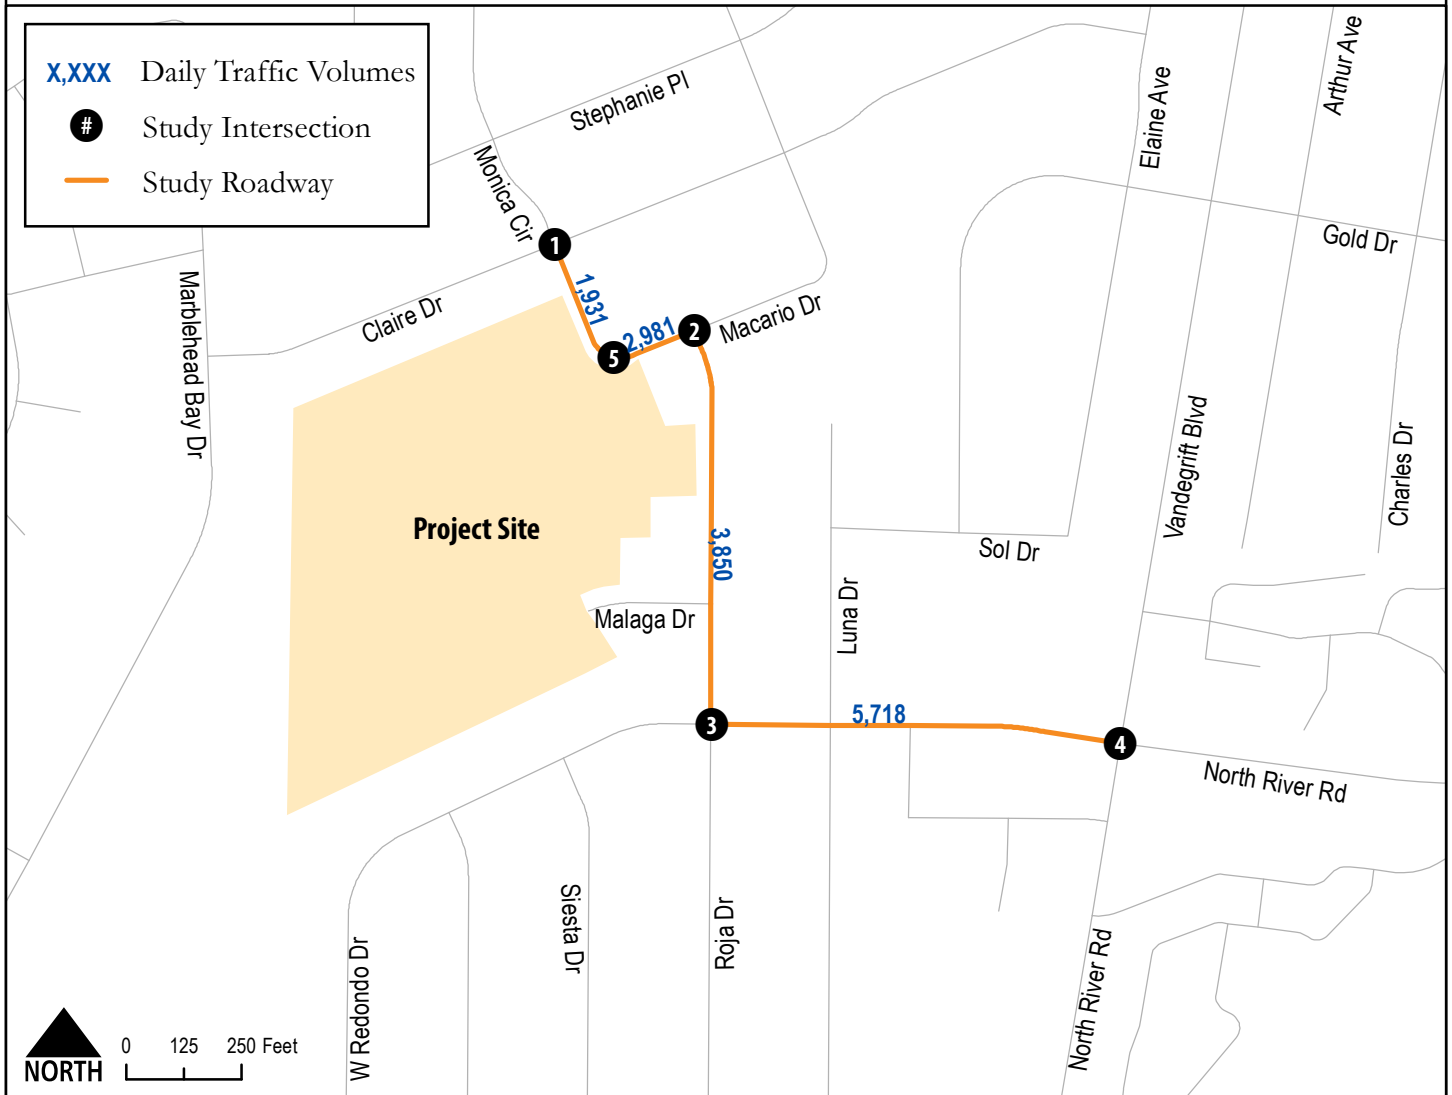 X,XXX Daily Traffic Volumes
# Study Intersection
Study Roadway
Stephanie Pl
Monica Cir
Elaine Ave
Arthur Ave
Gold Dr
1
Marblehead Bay Dr
Claire Dr
1,931
2,981
2
Macario Dr
5
Vandegrift Blvd
Charles Dr
Project Site
3,850
Sol Dr
Malaga Dr
Luna Dr
3
5,718
4
North River Rd
Siesta Dr
Roja Dr
W Redondo Dr
North River Rd
NORTH
0 125 250 Feet